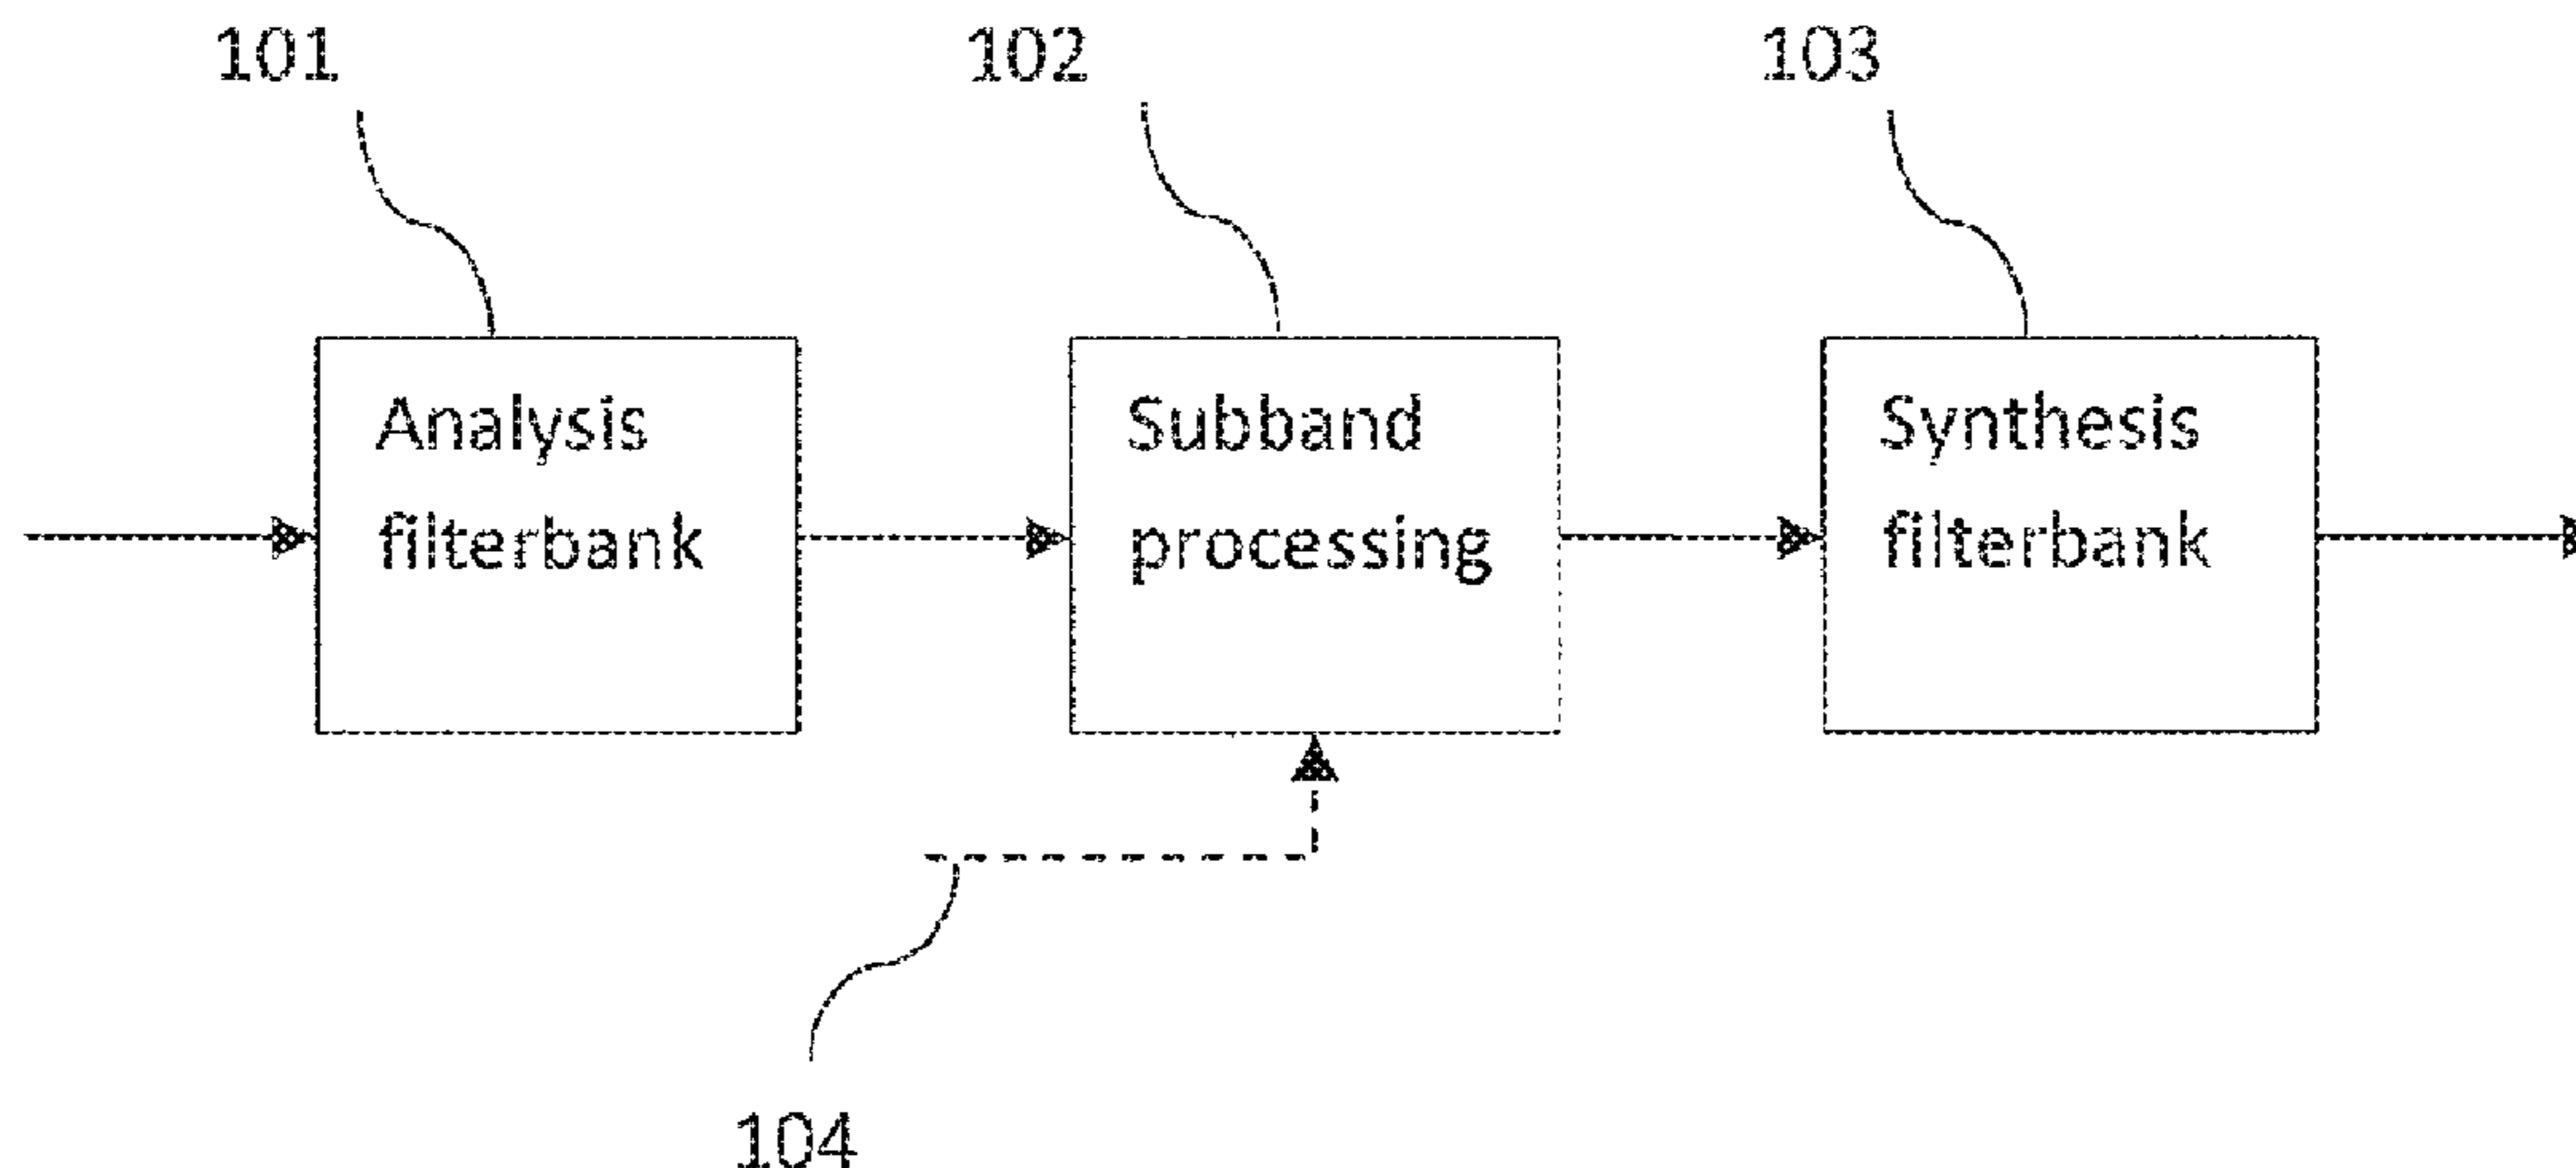 101
102
103
Analysis
filterbank
Subband
processing
Synthesis
filterbank
104